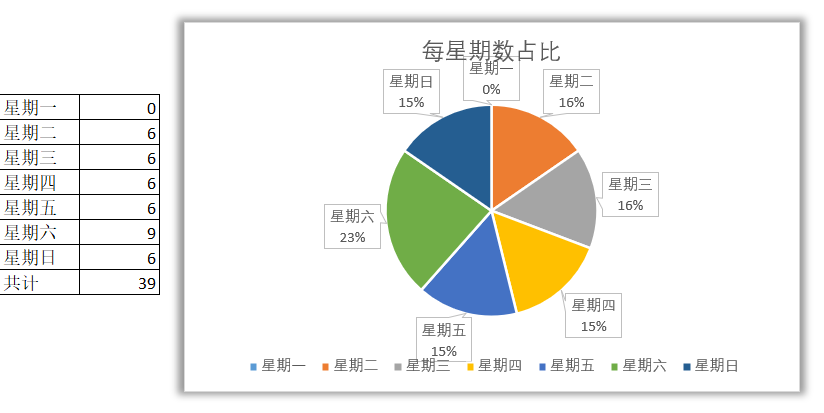 星期一 0
星期二 6
星期三 6
星期四 6
星期五 6
星期六 9
星期日 6
共计 39
每星期数占比
星期一
0%
星期二
16%
星期三
16%
星期四
15%
星期五
15%
星期六
23%
星期日
15%
星期一 星期二 星期三 星期四 星期五 星期六 星期日